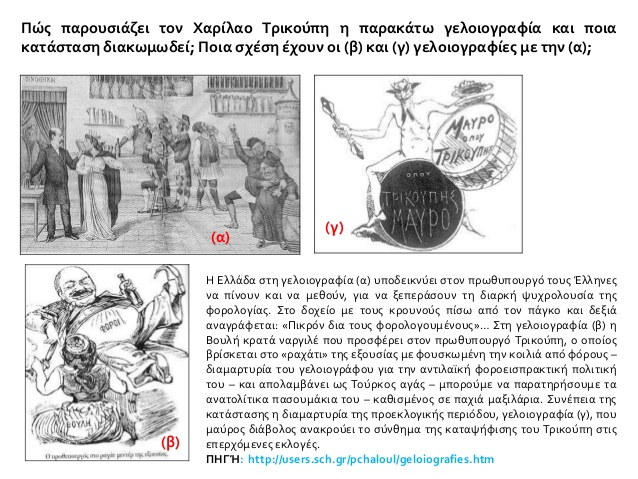 Πώς παρουσιάζει τον Χαρίλαο Τρικούπη η παρακάτω γελοιογραφία και ποια
κατάσταση διακωμωδεί; Ποια σχέση έχουν οι (β) και (γ) γελοιογραφίες με την (α);
(α)
ΜΑΥΡΟ
ΟΠΟΥ
ΤΡΙΚΟΥΠΗΣ
ΟΠΟΥ
ΤΡΙΚΟΥΠΗΣ
ΜΑΥΡΟ
(γ)
ΦΟΡΟΙ
ΒΟΥΛΗ
(β)
Ο πρωθυπουργός στο ραχάτι μεντέρ της εξουσίας.
Η Ελλάδα στη γελοιογραφία (α) υποδεικνύει στον πρωθυπουργό τους Έλληνες
να πίνουν και να μεθούν, για να ξεπεράσουν τη διαρκή ψυχρολουσία της
φορολογίας. Στο δοχείο με τους κρουνούς πίσω από τον πάγκο και δεξιά
αναγράφεται: «Πικρόν δια τους φορολογουμένους»... Στη γελοιογραφία (β) η
Βουλή κρατά ναργιλέ που προσφέρει στον πρωθυπουργό Τρικούπη, ο οποίος
βρίσκεται στο «ραχάτι» της εξουσίας με φουσκωμένη την κοιλιά από φόρους –
διαμαρτυρία του γελοιογράφου για την αντιλαϊκή φοροεισπρακτική πολιτική
του – και απολαμβάνει ως Τούρκος αγάς – μπορούμε να παρατηρήσουμε τα
ανατολίτικα πασουμάκια του – καθισμένος σε παχιά μαξιλάρια. Συνέπεια της
κατάστασης η διαμαρτυρία της προεκλογικής περιόδου, γελοιογραφία (γ), που
μαύρος διάβολος ανακρούει το σύνθημα της καταψήφισης του Τρικούπη στις
επερχόμενες εκλογές.
ΠΗΓΉ: http://users.sch.gr/pchaloul/geloiografies.htm